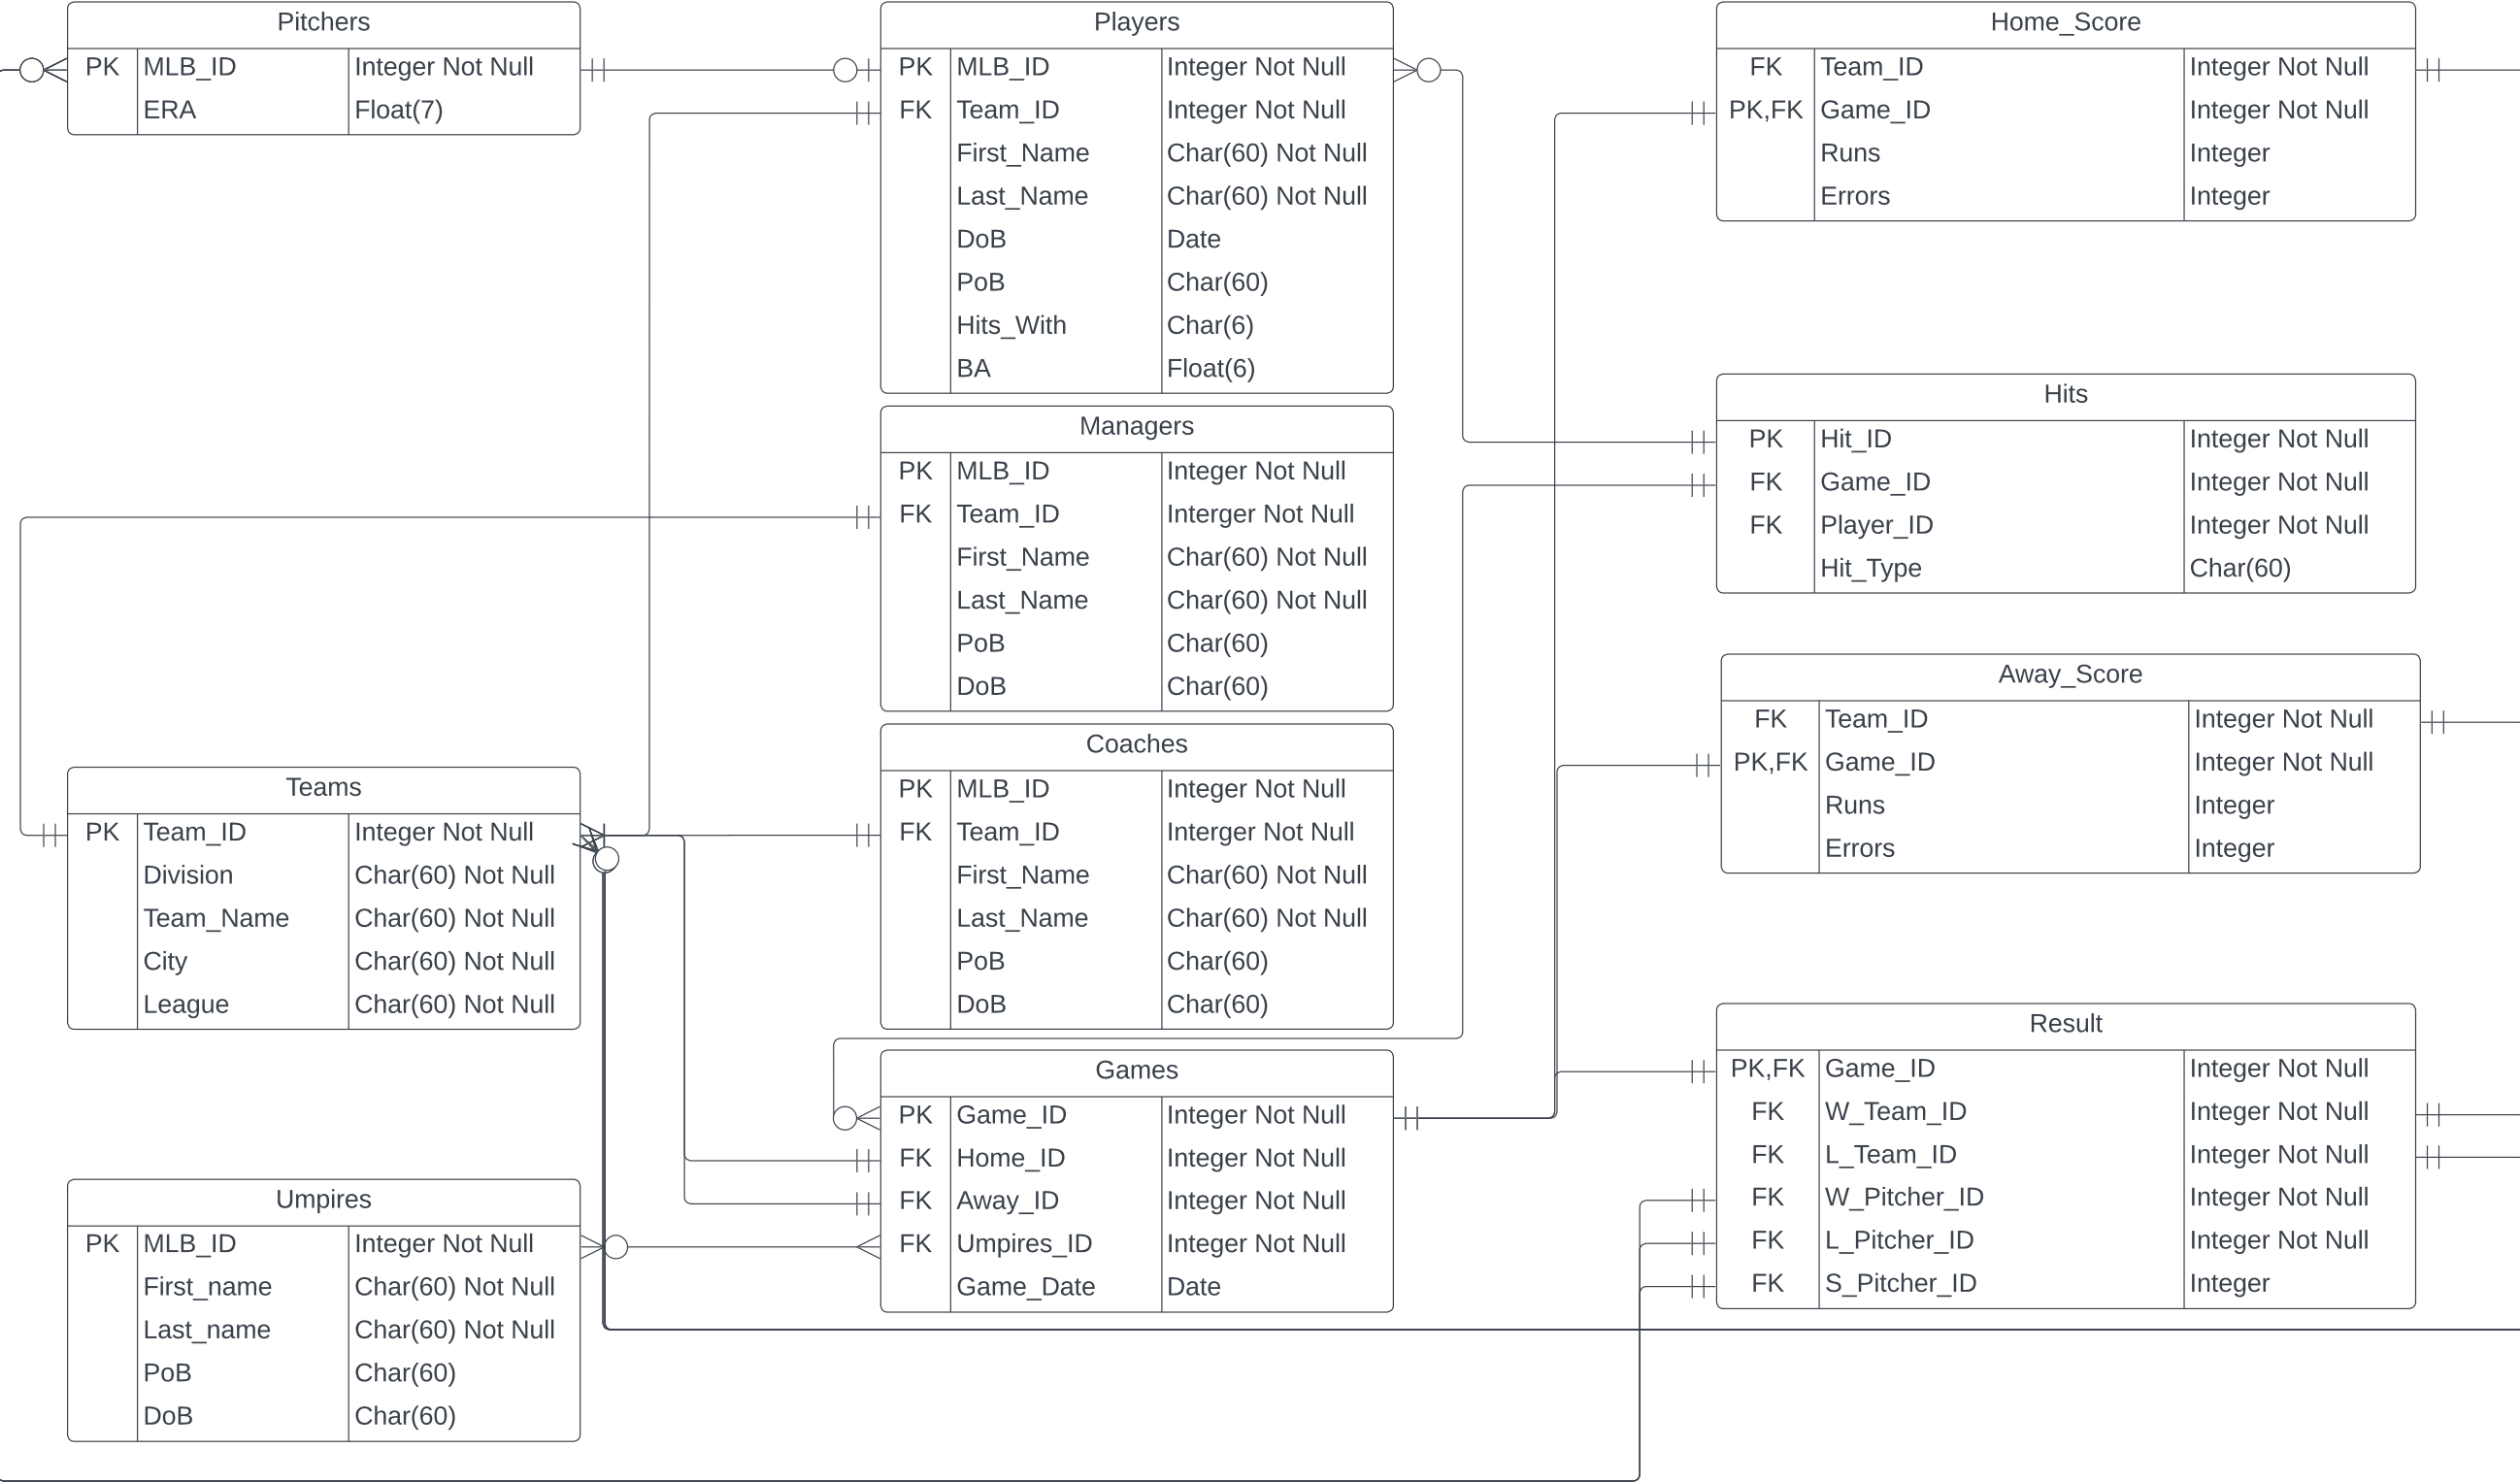 Pitchers
PK MLB_ID Integer Not Null
ERA Float(7)
Players
PK MLB_ID Integer Not Null
FK Team_ID Integer Not Null
First_Name Char(60) Not Null
Last_Name Char(60) Not Null
DoB Date
PoB Char(60)
Hits_With Char(6)
BA Float(6)
Home_Score
FK Team_ID Integer Not Null
PK,FK Game_ID Integer Not Null
Runs Integer
Errors Integer
Managers
PK MLB_ID Integer Not Null
FK Team_ID Interger Not Null
First_Name Char(60) Not Null
Last_Name Char(60) Not Null
PoB Char(60)
DoB Char(60)
Hits
PK Hit_ID Integer Not Null
FK Game_ID Integer Not Null
FK Player_ID Integer Not Null
Hit_Type Char(60)
Teams
PK Team_ID Integer Not Null
Division Char(60) Not Null
Team_Name Char(60) Not Null
City Char(60) Not Null
League Char(60) Not Null
Coaches
PK MLB_ID Integer Not Null
FK Team_ID Interger Not Null
First_Name Char(60) Not Null
Last_Name Char(60) Not Null
PoB Char(60)
DoB Char(60)
Away_Score
FK Team_ID Integer Not Null
PK,FK Game_ID Integer Not Null
Runs Integer
Errors Integer
Umpires
PK MLB_ID Integer Not Null
First_name Char(60) Not Null
Last_name Char(60) Not Null
PoB Char(60)
DoB Char(60)
Games
PK Game_ID Integer Not Null
FK Home_ID Integer Not Null
FK Away_ID Integer Not Null
FK Umpires_ID Integer Not Null
Game_Date Date
Result
PK,FK Game_ID Integer Not Null
FK W_Team_ID Integer Not Null
FK L_Team_ID Integer Not Null
FK W_Pitcher_ID Integer Not Null
FK L_Pitcher_ID Integer Not Null
FK S_Pitcher_ID Integer